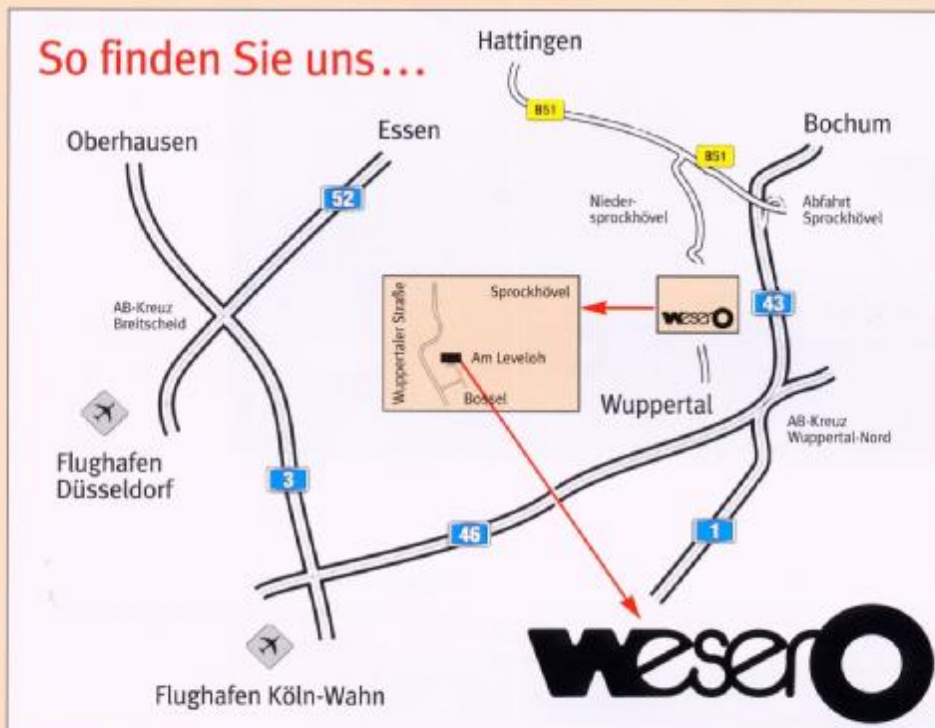 So finden Sie uns...
Hattingen
B51
Bochum
Essen
Oberhausen
B51
52
Nieder-
sprockhövel
Abfahrt
Sprockhövel
Wuppertaler Straße
Sprockhövel
AB-Kreuz
Breitscheid
43
weserO
Am Leveloh
Bossel
Wuppertal
AB-Kreuz
Wuppertal-Nord
Flughafen
Düsseldorf
3
46
1
weserO
Flughafen Köln-Wahn